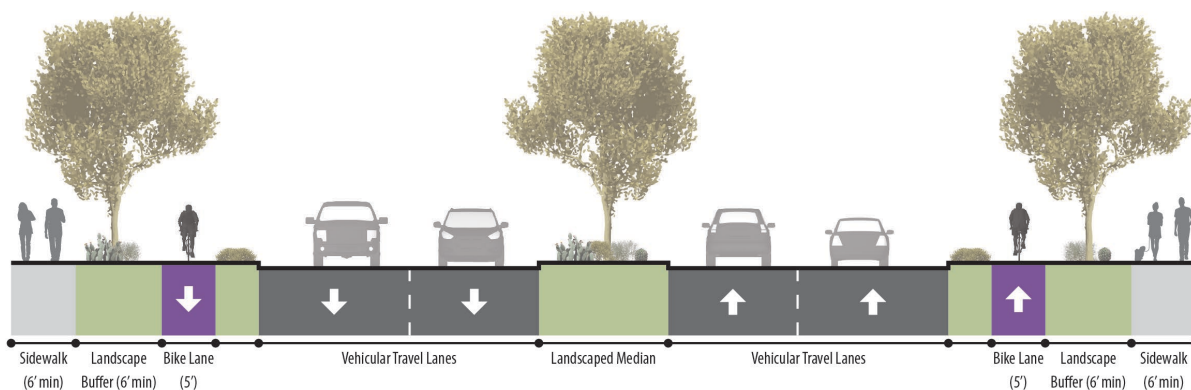 Sidewalk
(6' min)
Landscape
Buffer (6' min)
Bike Lane
(5')
Vehicular Travel Lanes
Landscaped Median
Vehicular Travel Lanes
Bike Lane
(5')
Landscape
Buffer (6' min)
Sidewalk
(6' min)